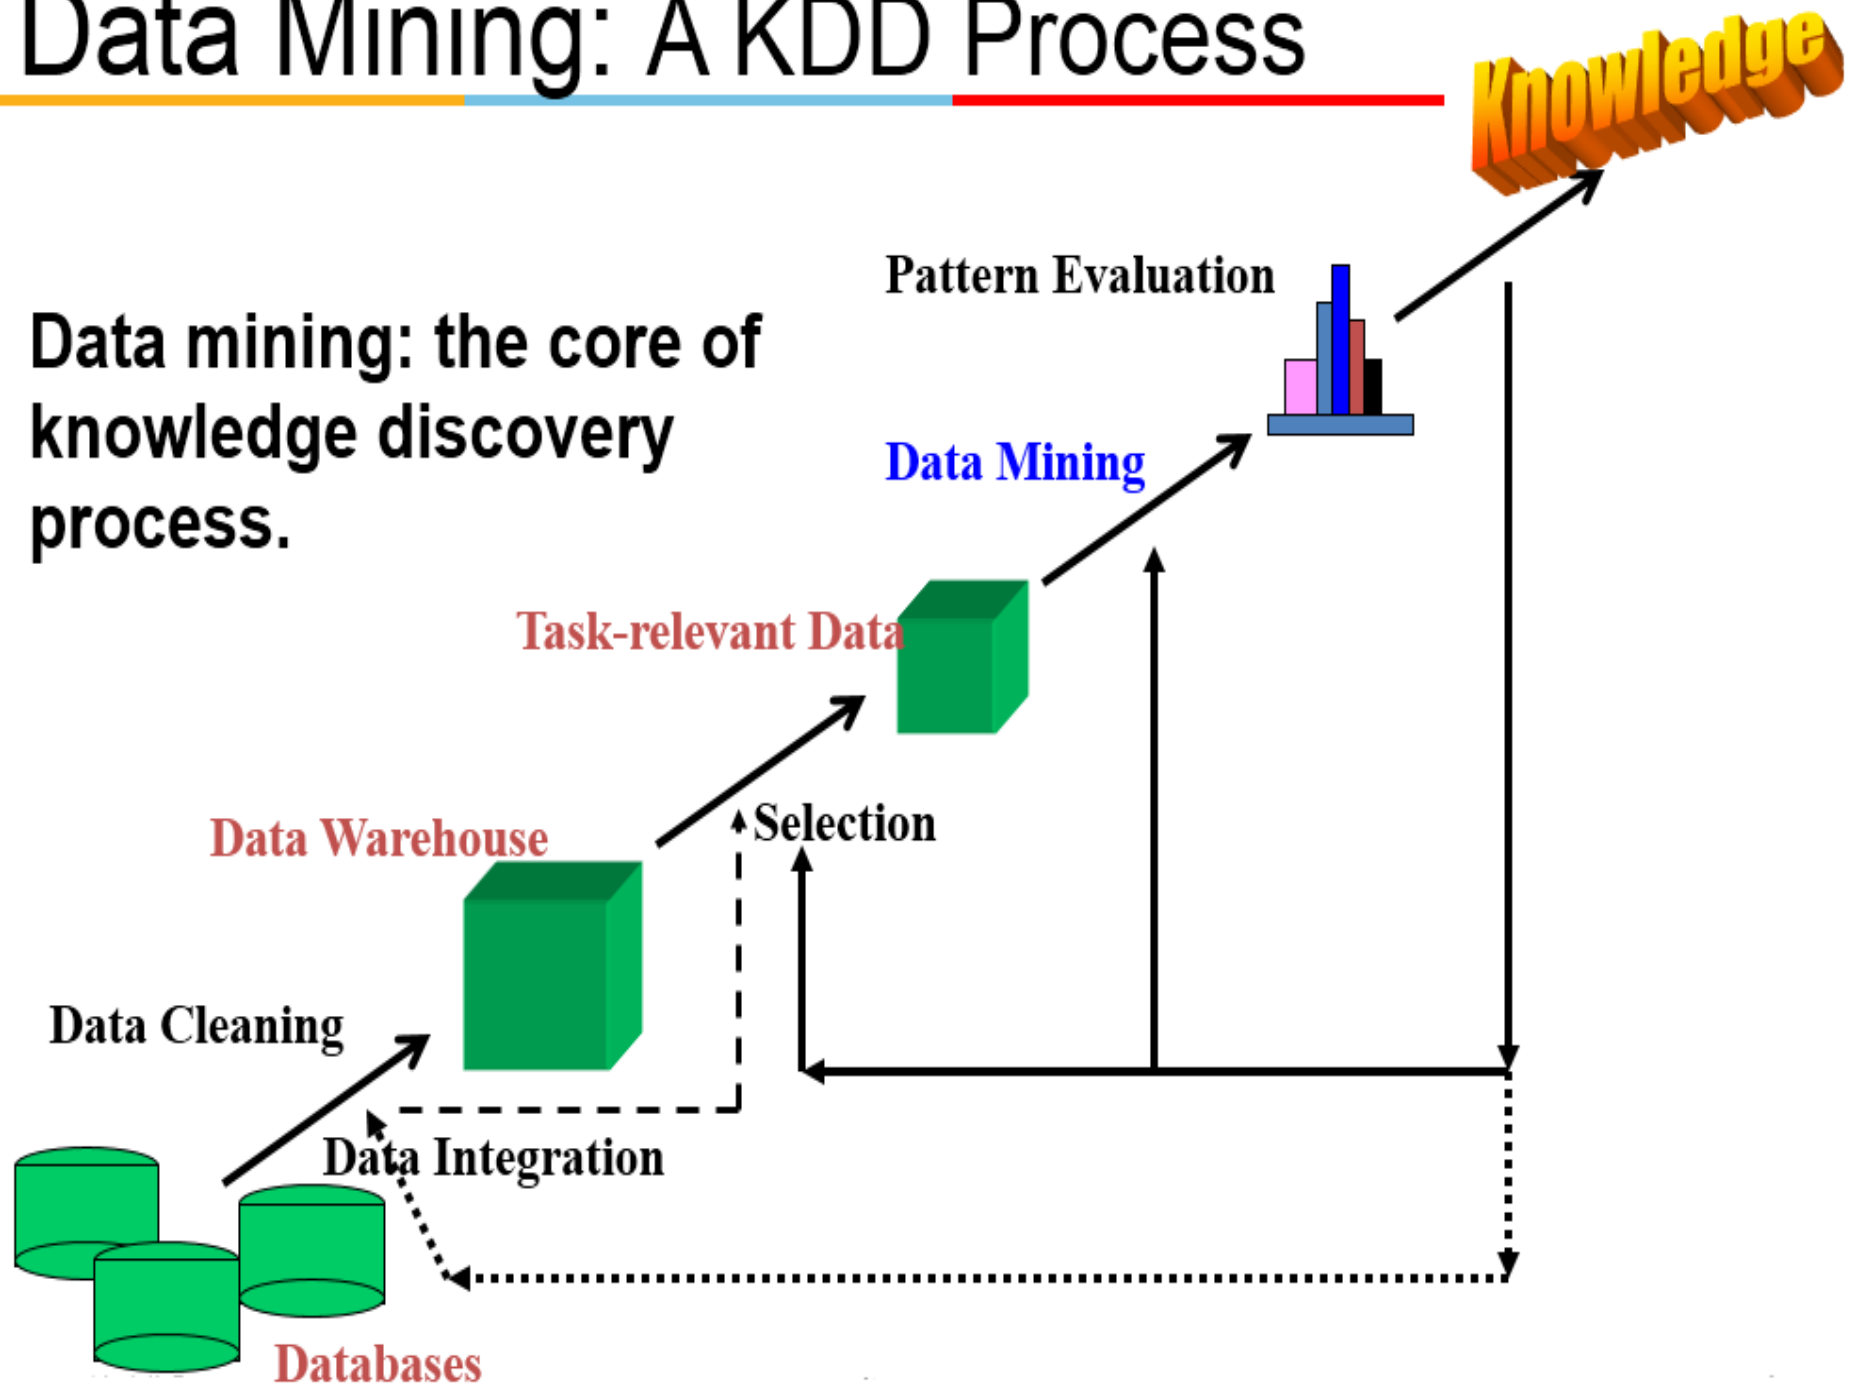 Data Mining: A KDD Process
Knowledge
Pattern Evaluation
Data mining: the core of
knowledge discovery
process.
Data Mining
Task-relevant Data
Selection
Data Warehouse
Data Cleaning
Data Integration
Databases